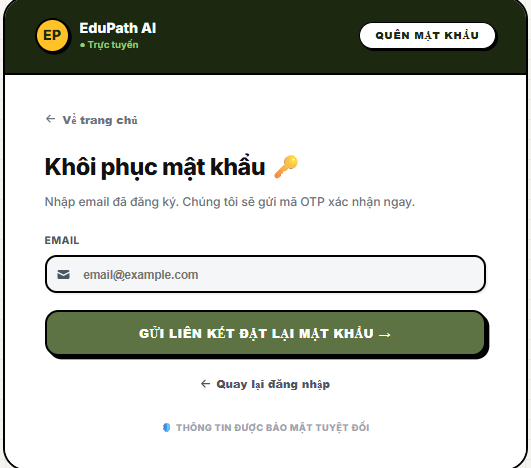 EP
EduPath AI
Trực tuyến
QUÊN MẬT KHẨU
← Về trang chủ
Khôi phục mật khẩu 🔑
Nhập email đã đăng ký. Chúng tôi sẽ gửi mã OTP xác nhận ngay.
EMAIL
email@example.com
GỬI LIÊN KẾT ĐẶT LẠI MẬT KHẨU →
← Quay lại đăng nhập
THÔNG TIN ĐƯỢC BẢO MẬT TUYỆT ĐỐI